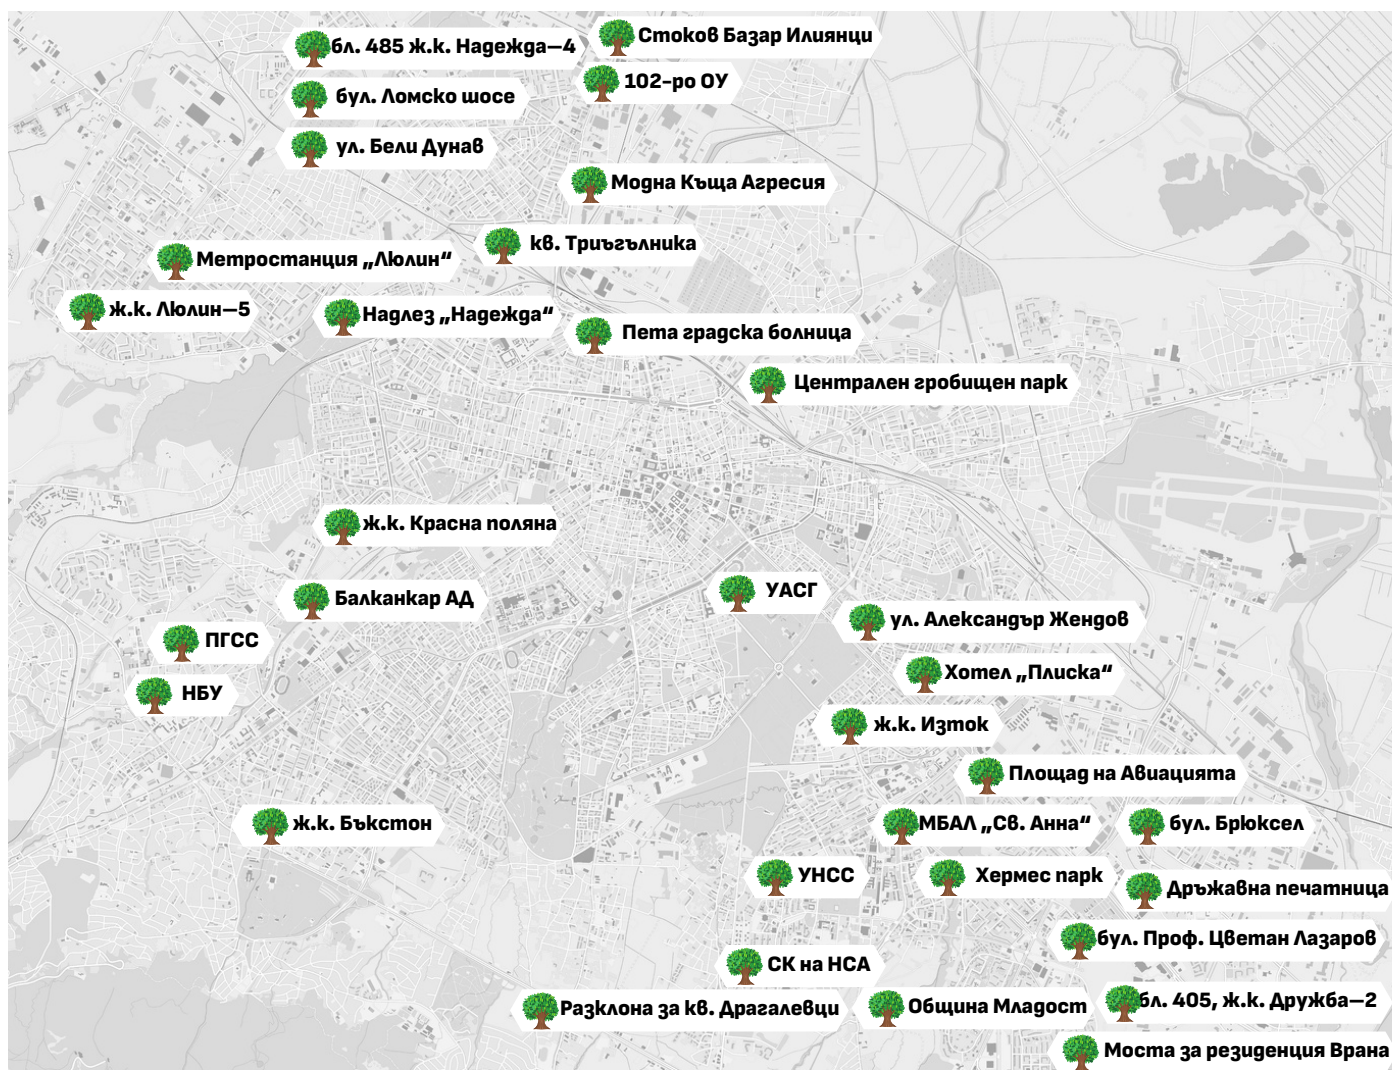 Стоков Базар Илиянци
бл. 485 ж.к. Надежда–4
102-ро ОУ
бул. Ломско шосе
ул. Бели Дунав
Модна Къща Агресия
кв. Триъгълника
Метростанция „Люлин“
ж.к. Люлин–5
Надлез „Надежда“
Пета градска болница
Централен гробищен парк
ж.к. Красна поляна
УАСГ
Балканкар АД
ул. Александър Жендов
ПГСС
Хотел „Плиска“
НБУ
ж.к. Изток
Площад на Авиацията
ж.к. Бъкстон
МБАЛ „Св. Анна“
бул. Брюксел
УНСС
Хермес парк
Дръжавна печатница
бул. Проф. Цветан Лазаров
СК на НСА
Разклона за кв. Драгалевци
Община Младост
бл. 405, ж.к. Дружба–2
Моста за резиденция Врана